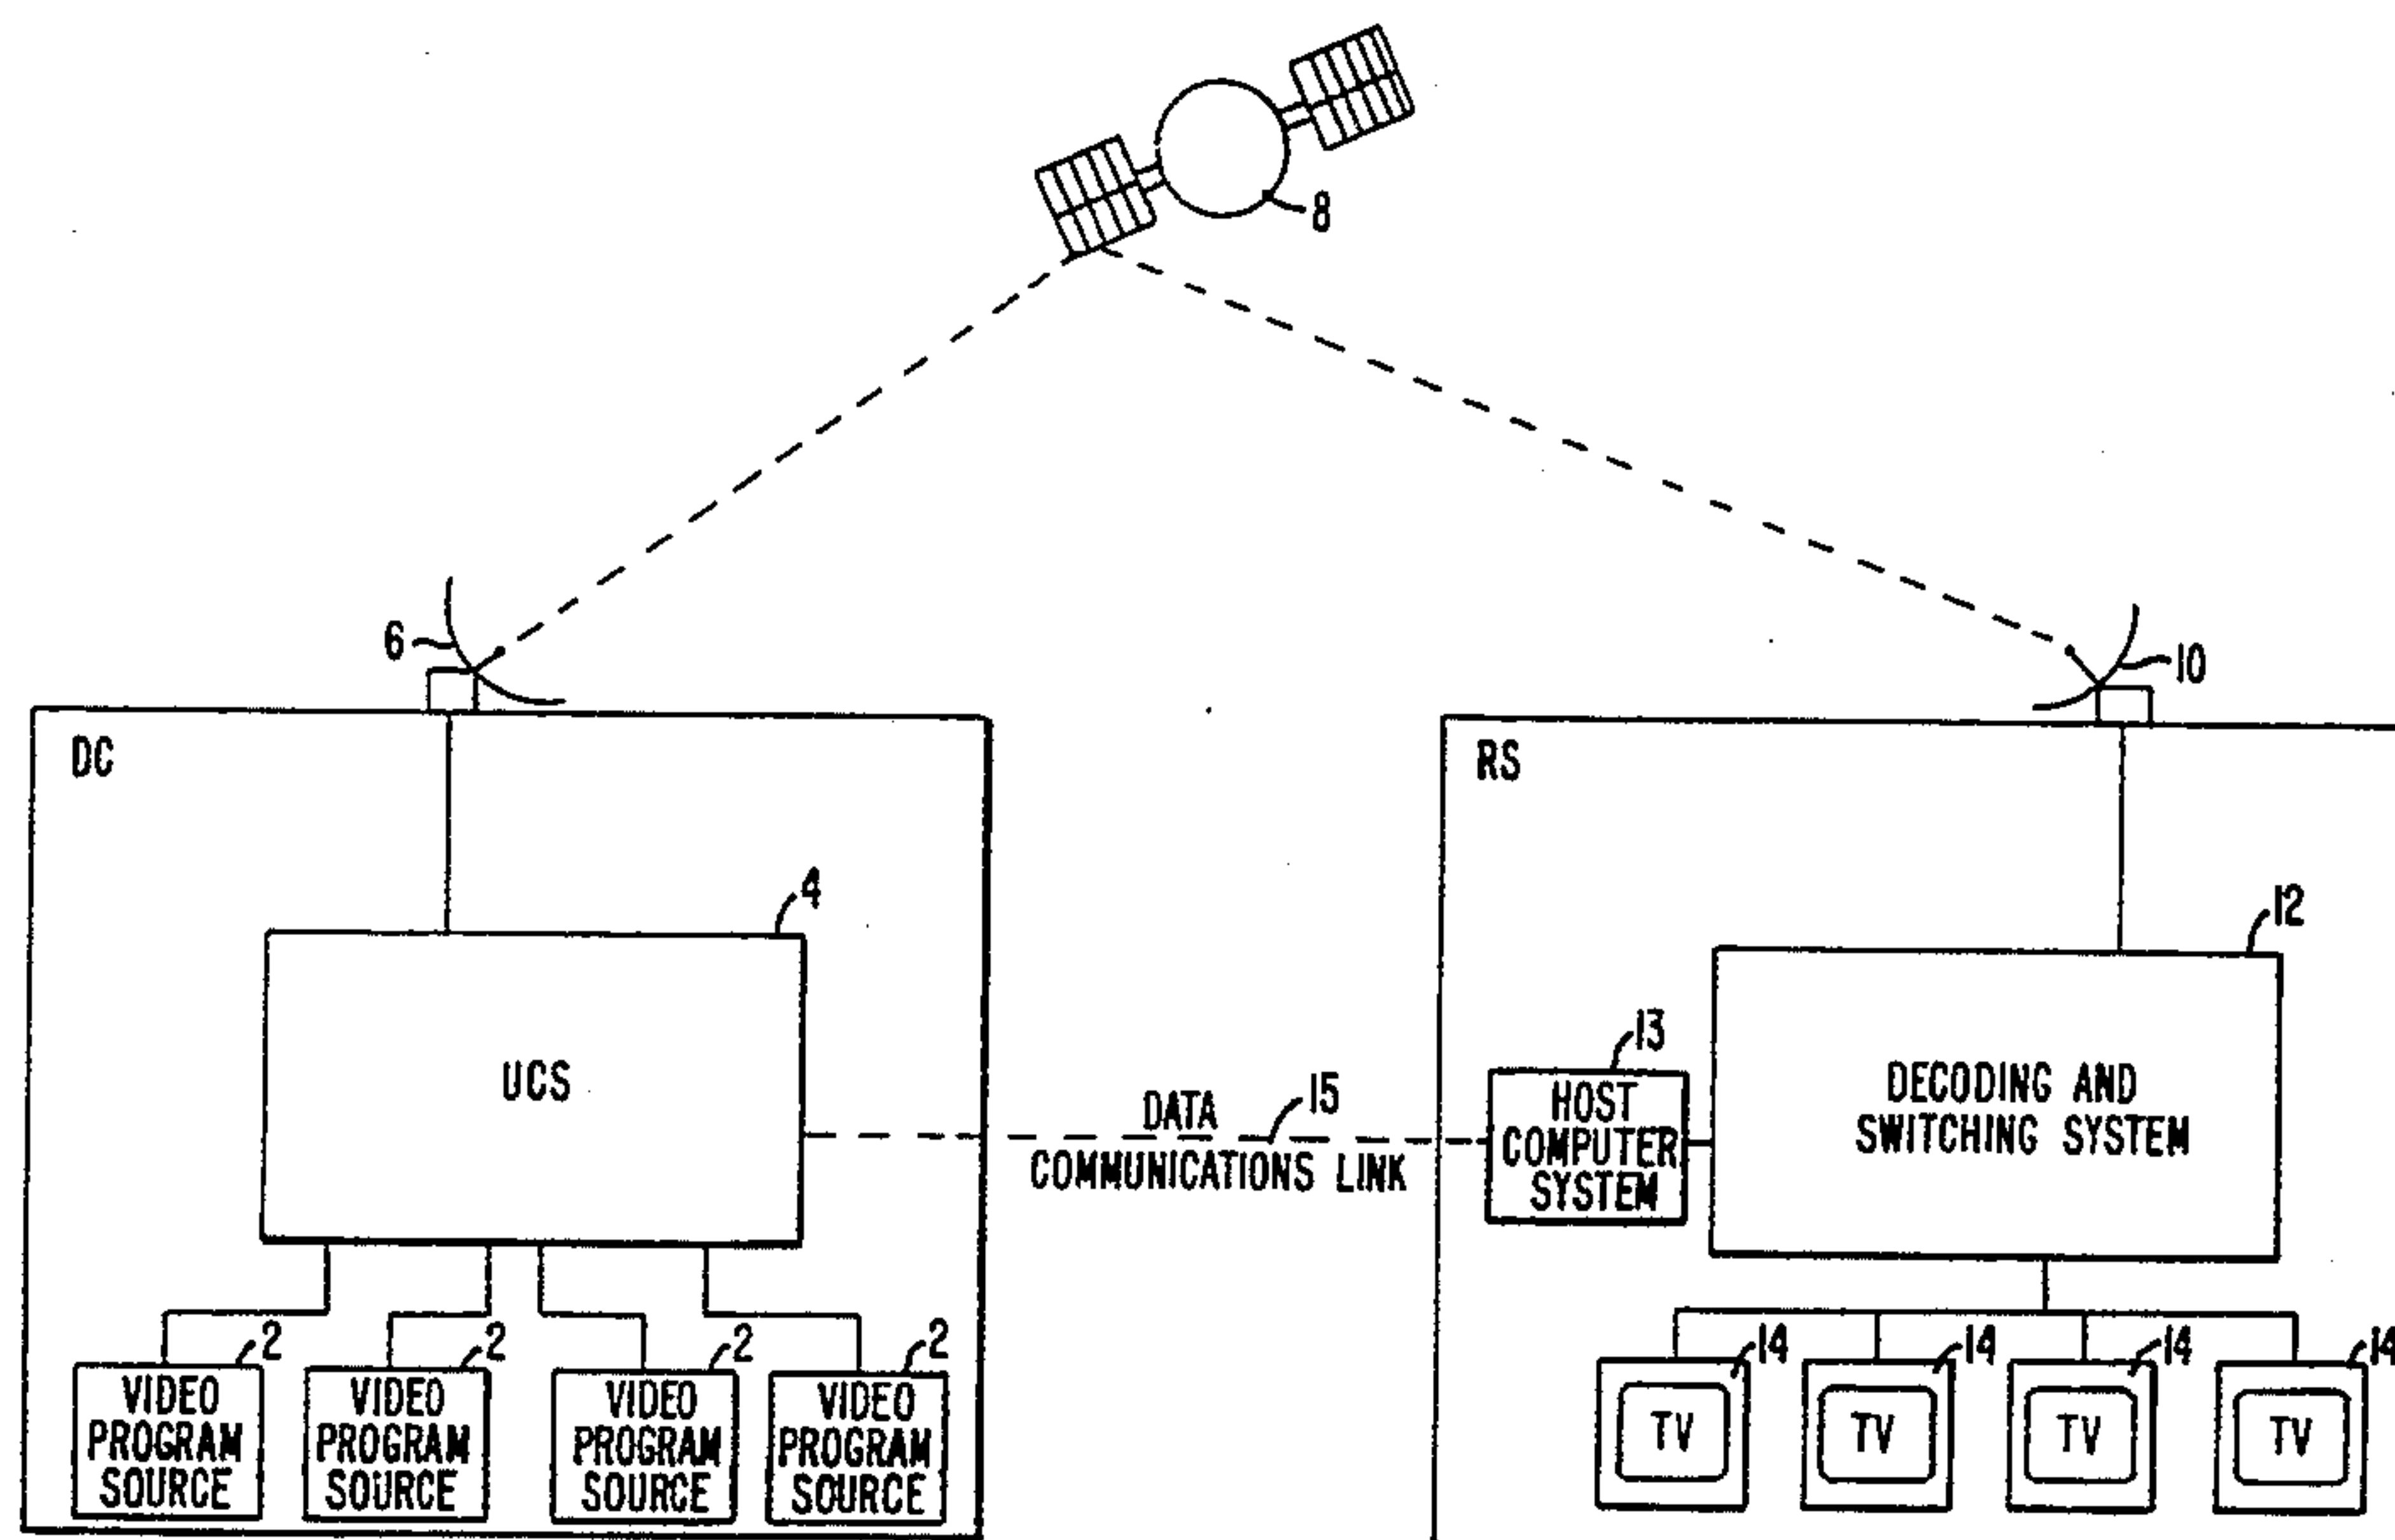 8
6
10
DC
RS
4
12
UCS
13
HOST
COMPUTER
SYSTEM
DECODING AND
SWITCHING SYSTEM
DATA
15
COMMUNICATIONS LINK
2
2
2
2
VIDEO
PROGRAM
SOURCE
VIDEO
PROGRAM
SOURCE
VIDEO
PROGRAM
SOURCE
VIDEO
PROGRAM
SOURCE
14
14
14
14
TV
TV
TV
TV